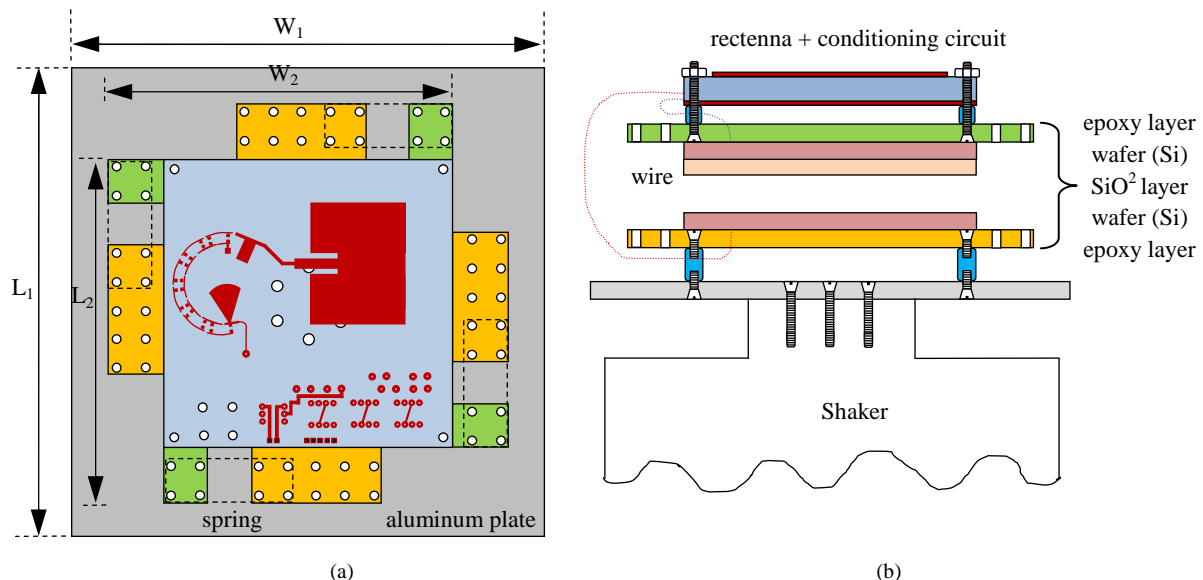 W₁
W₂
L₁
L₂
spring
aluminum plate
(a)
rectenna + conditioning circuit
wire
epoxy layer
wafer (Si)
SiO² layer
wafer (Si)
epoxy layer
Shaker
(b)